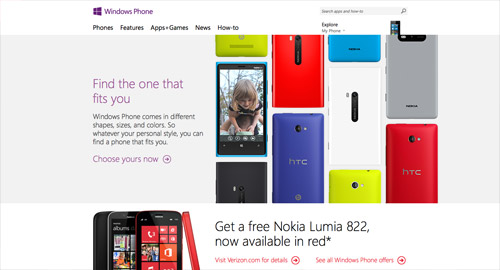 Windows Phone
Search apps and how-to
Phones Features Apps+Games News How-to
Explore
My Phone
Find the one that
fits you
Windows Phone comes in different
shapes, sizes, and colors. So
whatever your personal style, you can
find a phone that fits you.
Choose yours now
NOKIA
hTC
hTC
albums
Get a free Nokia Lumia 822,
now available in red*
Visit Verizon.com for details
See all Windows Phone offers